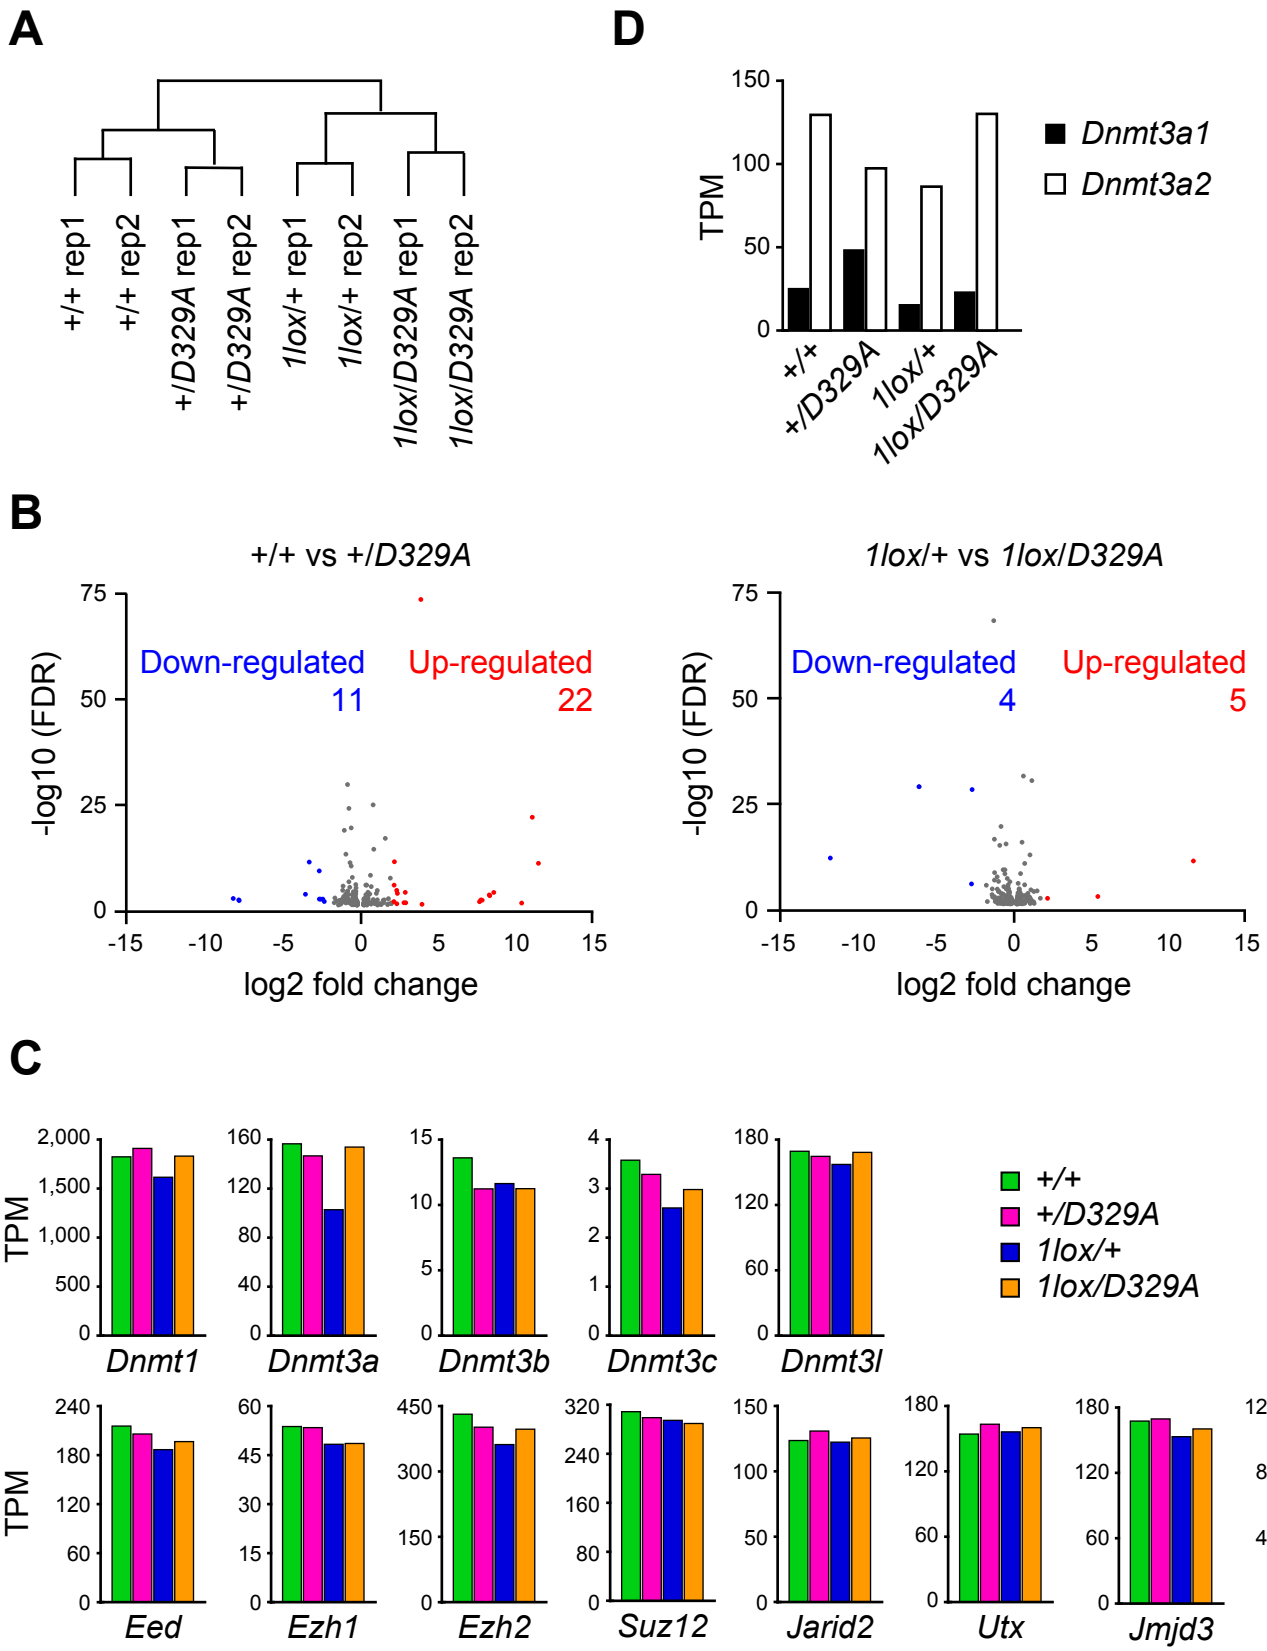 A
+/+ rep1
+/+ rep2
+/D329A rep1
+/D329A rep2
1lox/+ rep1
1lox/+ rep2
1lox/D329A rep1
1lox/D329A rep2
D
150
100
50
0
TPM
Dnmt3a1
Dnmt3a2
+/+
+/D329A
1lox/+
1lox/D329A
B
+/+ vs +/D329A
75
50
25
0
-log10 (FDR)
Down-regulated
11
Up-regulated
22
-15 -10 -5 0 5 10 15
log2 fold change
1lox/+ vs 1lox/D329A
75
50
25
0
-log10 (FDR)
Down-regulated
4
Up-regulated
5
-15 -10 -5 0 5 10 15
log2 fold change
C
TPM
2,000
1,500
1,000
500
0
Dnmt1
160
120
80
40
0
Dnmt3a
15
10
5
0
Dnmt3b
4
3
2
1
0
Dnmt3c
180
120
60
0
Dnmt3l
+/+
+/D329A
1lox/+
1lox/D329A
TPM
240
180
120
60
0
Eed
60
45
30
15
0
Ezh1
450
300
150
0
Ezh2
320
240
160
80
0
Suz12
150
100
50
0
Jarid2
180
120
60
0
Utx
180
120
60
0
Jmjd3
12
8
4